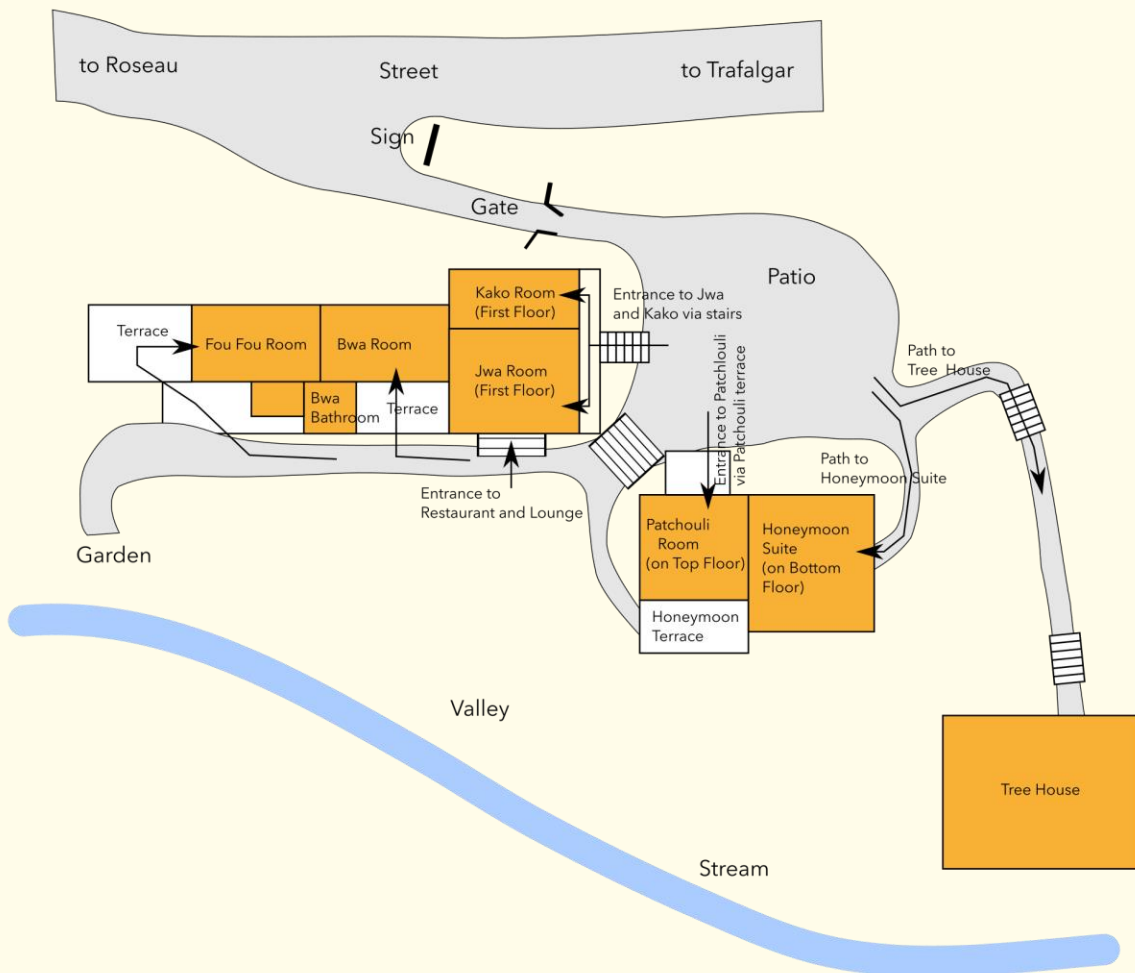 to Roseau
Street
to Trafalgar
Sign
Gate
Patio
Kako Room
(First Floor)
Entrance to Jwa
and Kako via stairs
Terrace
Fou Fou Room
Bwa Room
Jwa Room
(First Floor)
Path to
Tree House
Bwa
Bathroom
Terrace
Entrance to Patchlouli
via Patchouli terrace
Path to
Honeymoon Suite
Entrance to
Restaurant and Lounge
Garden
Patchouli
Room
(on Top Floor)
Honeymoon
Suite
(on Bottom
Floor)
Honeymoon
Terrace
Valley
Tree House
Stream